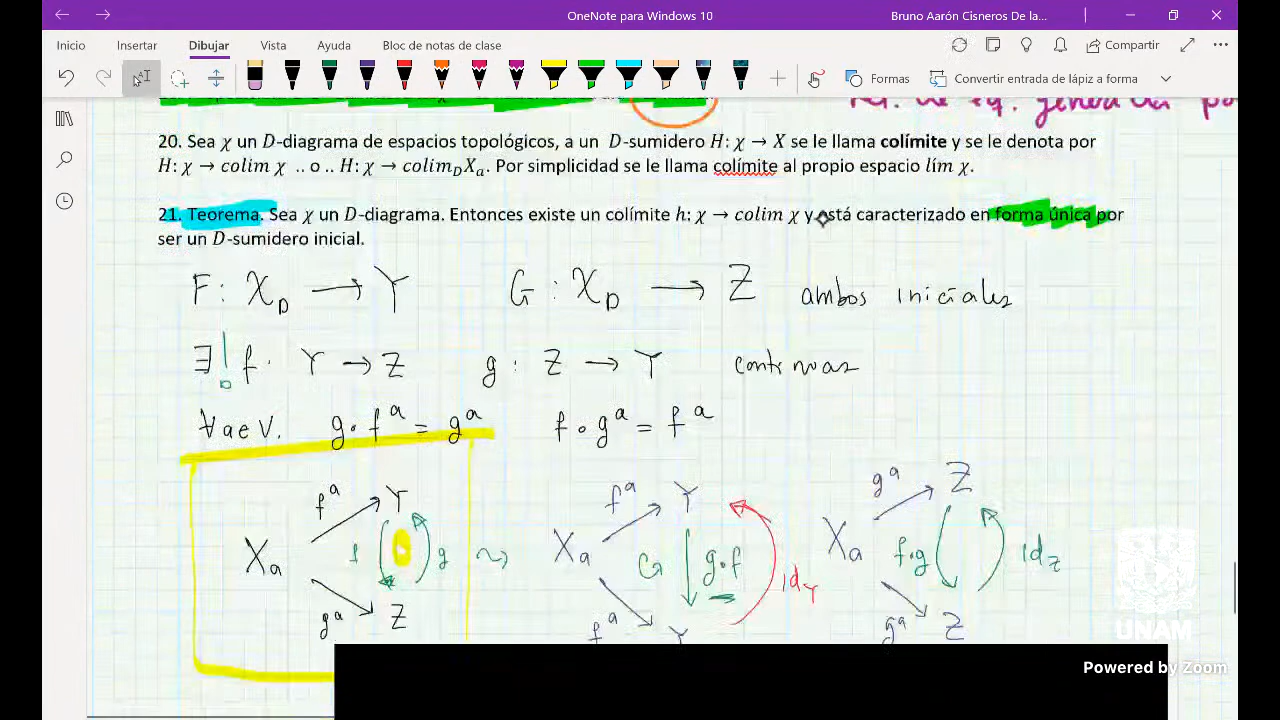 OneNote para Windows 10
Bruno Aarón Cisneros De la...
Inicio Insertar Dibujar Vista Ayuda Bloc de notas de clase Compartir
Formas Convertir entrada de lápiz a forma
20. Sea χ un D-diagrama de espacios topológicos, a un D-sumidero H: χ → X se le llama colímite y se le denota por
H: χ → colim χ .. o .. H: χ → colim_D X_a. Por simplicidad se le llama colímite al propio espacio lím χ.
21. Teorema. Sea χ un D-diagrama. Entonces existe un colímite h: χ → colim χ y está caracterizado en forma única por
ser un D-sumidero inicial.
F: X_D → Y G: X_D → Z ambos iniciales
∃! f: Y → Z g: Z → Y continuas
∀ a∈V. g∘f^a = g^a f∘g^a = f^a
f^a Y f^a Y g^a Z
X_a f g ⇝ X_a G g∘f Id_Y X_a f∘g Id_Z
g^a Z f^a Y g^a Z
UNAM
Powered by Zoom